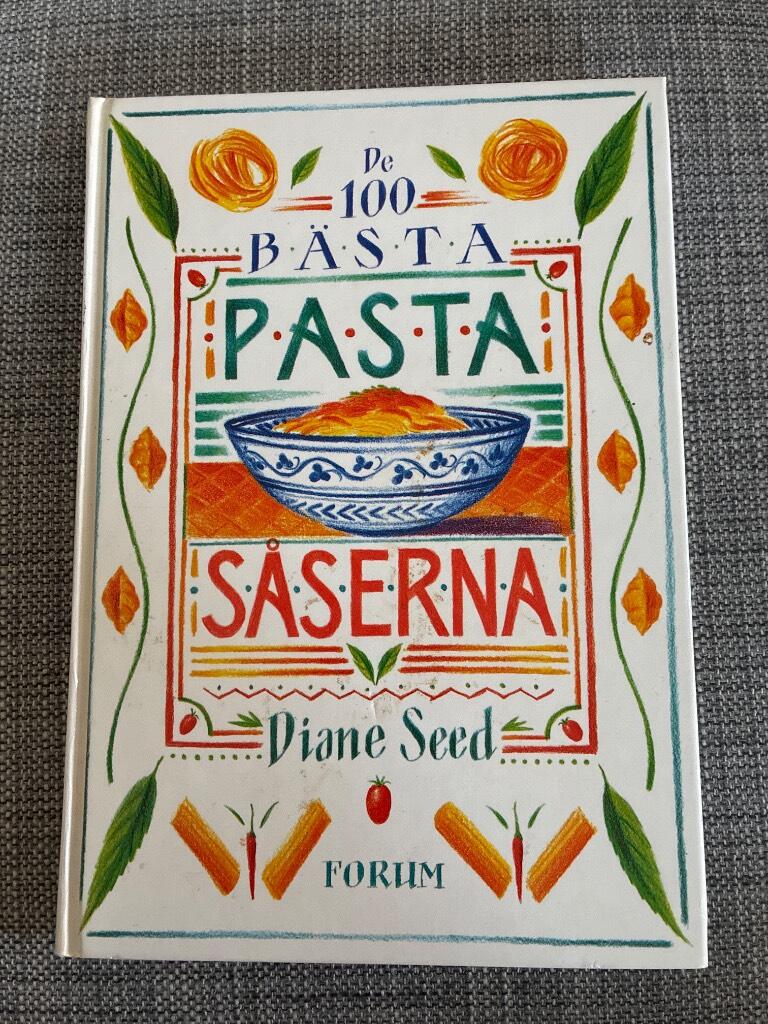 De
100
BÄSTA
PASTA
SÅSERNA
Diane Seed
FORUM